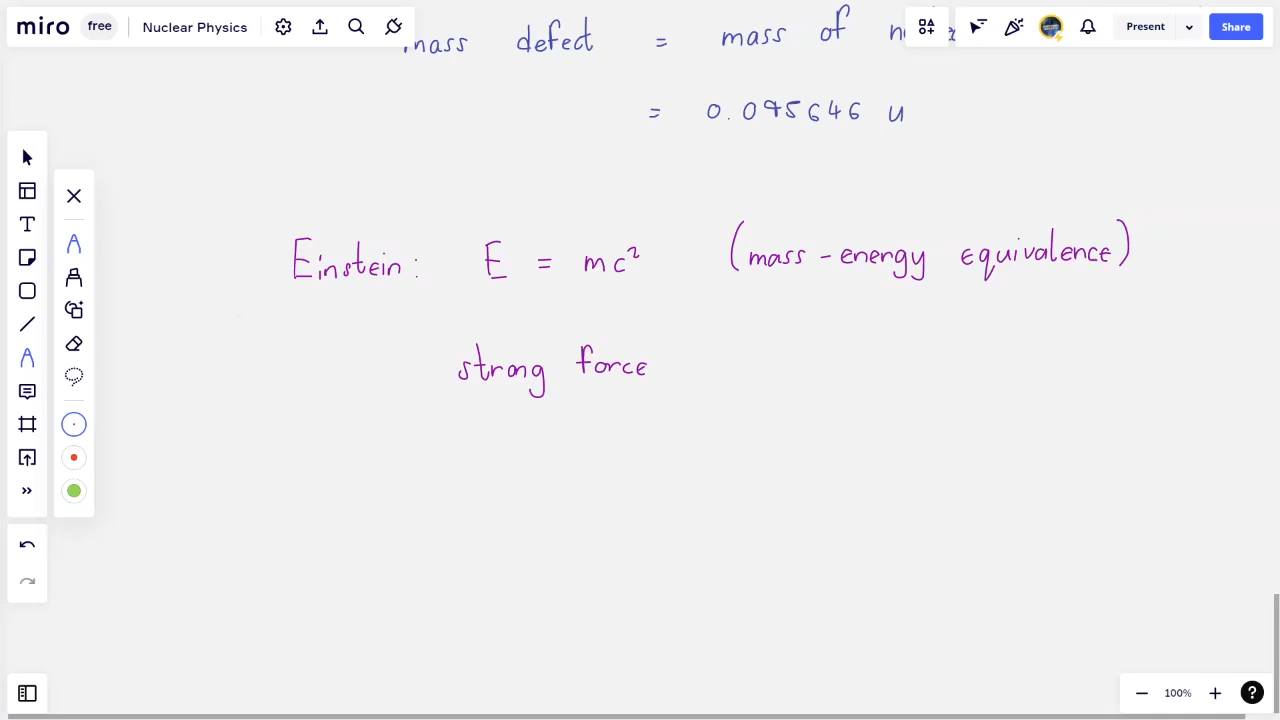 miro free Nuclear Physics Present Share
mass defect = mass of
= 0.095646 u
Einstein: E = mc² (mass-energy equivalence)
strong force
100%